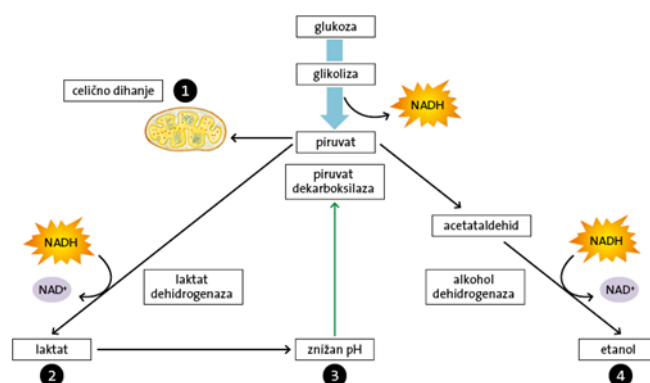 glukoza
glikoliza
NADH
celično dihanje
1
piruvat
piruvat
dekarboksilaza
acetataldehid
NADH
NAD+
laktat
dehidrogenaza
alkohol
dehidrogenaza
NADH
NAD+
laktat
znižan pH
etanol
2
3
4